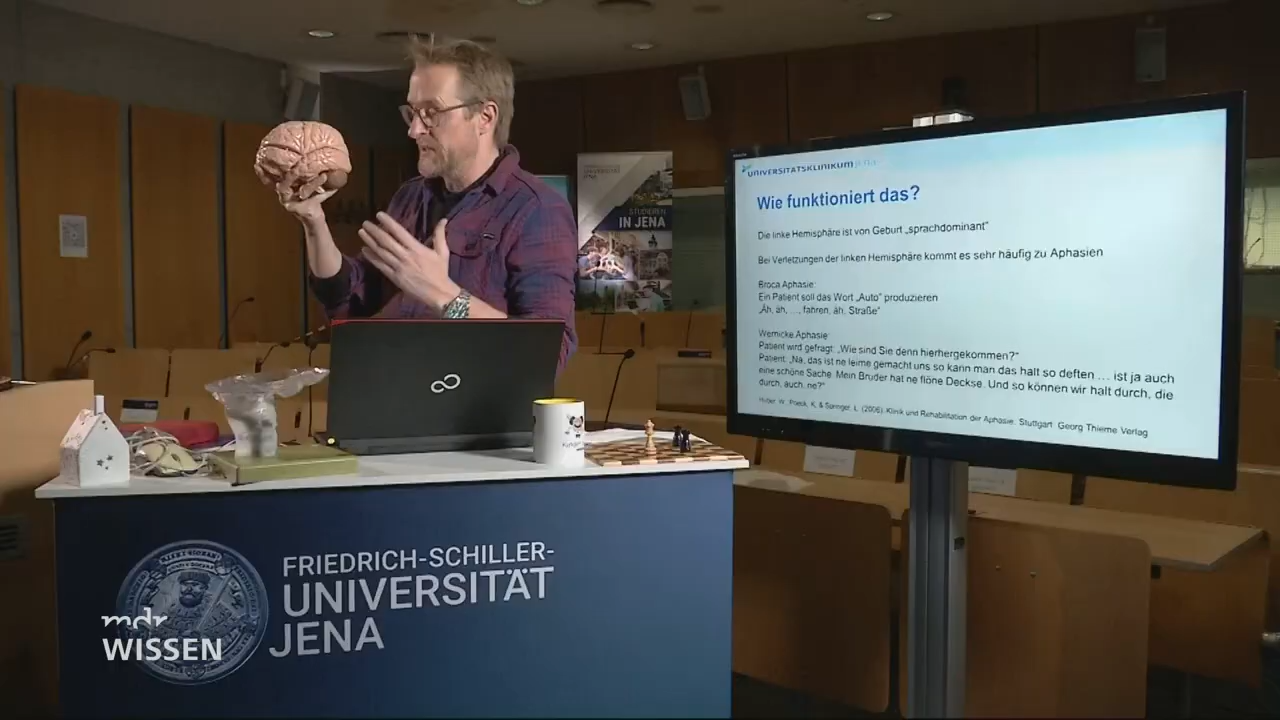 STUDIEREN
IN JENA
UNIVERSITÄTSKLINIKUM jena
Wie funktioniert das?
Die linke Hemisphäre ist von Geburt „sprachdominant“
Bei Verletzungen der linken Hemisphäre kommt es sehr häufig zu Aphasien
Broca Aphasie:
Ein Patient soll das Wort „Auto“ produzieren
„Äh, äh, …, fahren, äh, Straße“
Wernicke Aphasie:
Patient wird gefragt: „Wie sind Sie denn hierhergekommen?“
Patient: „Na, das ist ne leime gemacht uns so kann man das halt so deften … ist ja auch
eine schöne Sache. Mein Bruder hat ne flöne Deckse. Und so können wir halt durch, die
durch, auch, ne?“
Huber, W., Poeck, K. & Springer, L. (2006). Klinik und Rehabilitation der Aphasie. Stuttgart: Georg Thieme Verlag
FRIEDRICH-SCHILLER-
UNIVERSITÄT
JENA
mdr
WISSEN